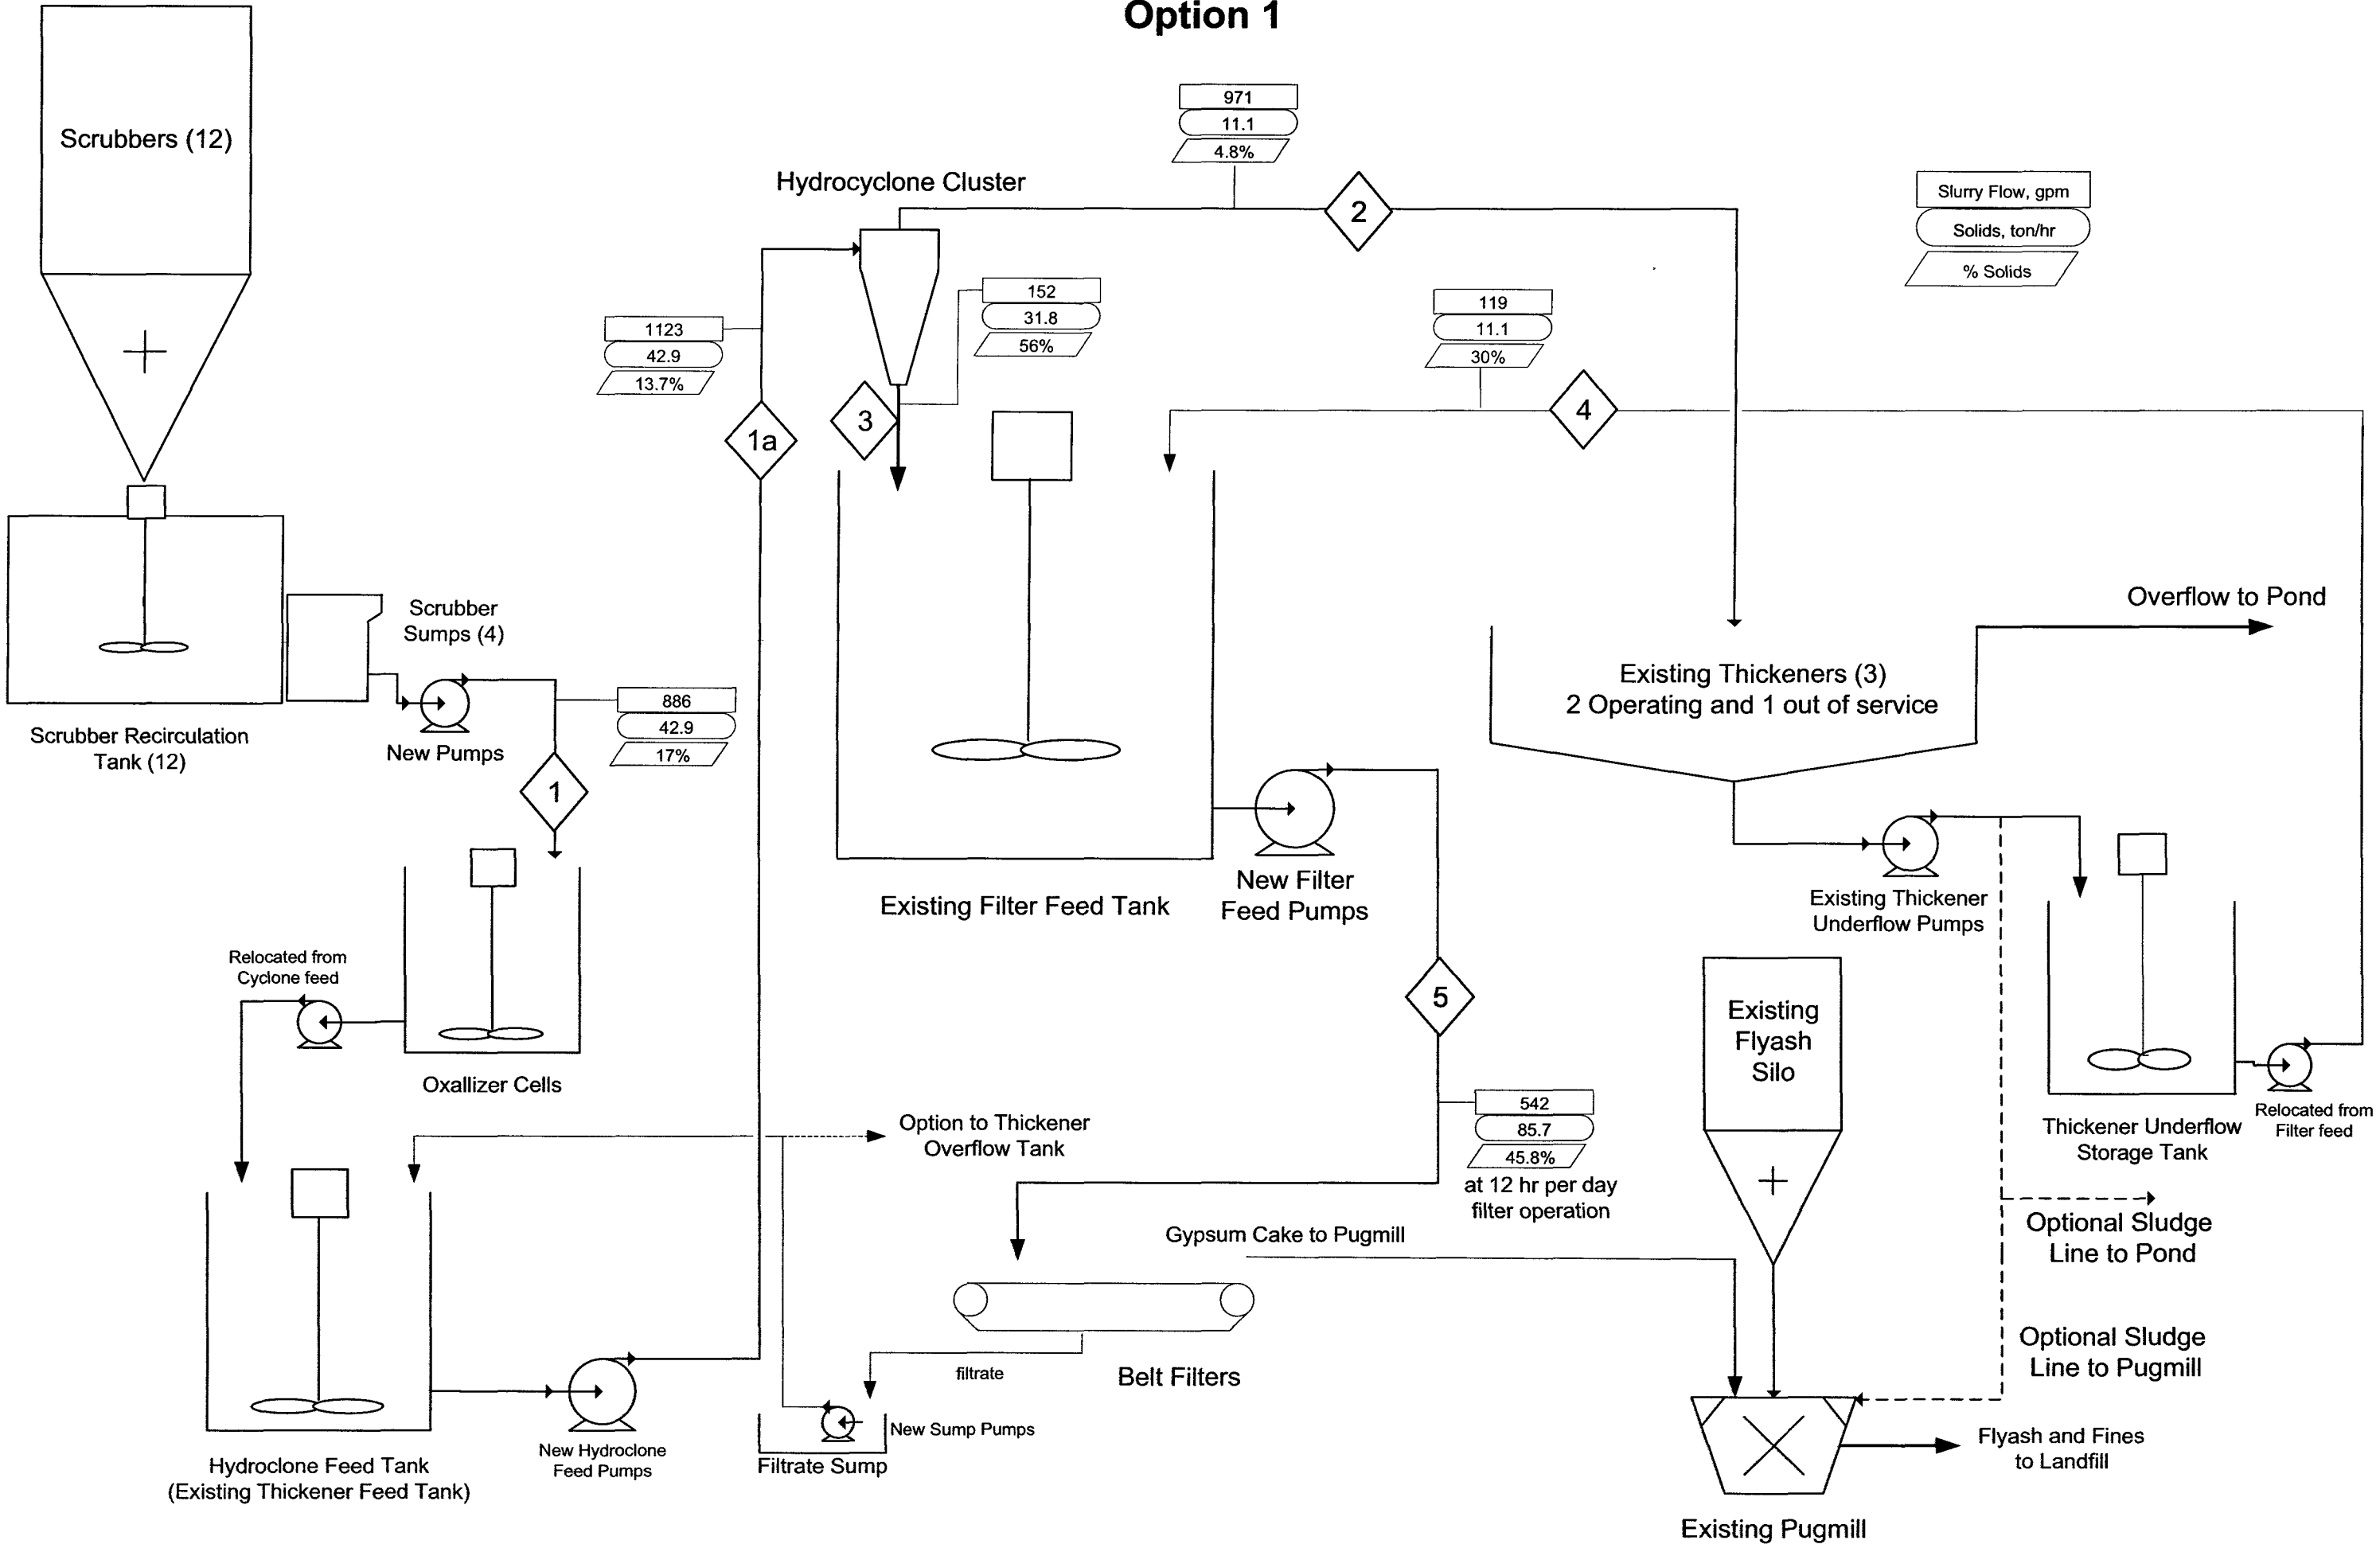 Option 1
Scrubbers (12)
971
11.1
4.8%
Hydrocyclone Cluster
2
Slurry Flow, gpm
Solids, ton/hr
% Solids
152
31.8
56%
119
11.1
30%
1123
42.9
13.7%
3
4
1a
Scrubber
Sumps (4)
Overflow to Pond
Existing Thickeners (3)
2 Operating and 1 out of service
886
42.9
17%
Scrubber Recirculation
Tank (12)
New Pumps
1
New Filter
Feed Pumps
Existing Filter Feed Tank
Existing Thickener
Underflow Pumps
Relocated from
Cyclone feed
5
Existing
Flyash
Silo
Oxallizer Cells
542
85.7
45.8%
at 12 hr per day
filter operation
Option to Thickener
Overflow Tank
Thickener Underflow
Storage Tank
Relocated from
Filter feed
Gypsum Cake to Pugmill
Optional Sludge
Line to Pond
Optional Sludge
Line to Pugmill
filtrate
Belt Filters
New Sump Pumps
Filtrate Sump
New Hydroclone
Feed Pumps
Hydroclone Feed Tank
(Existing Thickener Feed Tank)
Flyash and Fines
to Landfill
Existing Pugmill